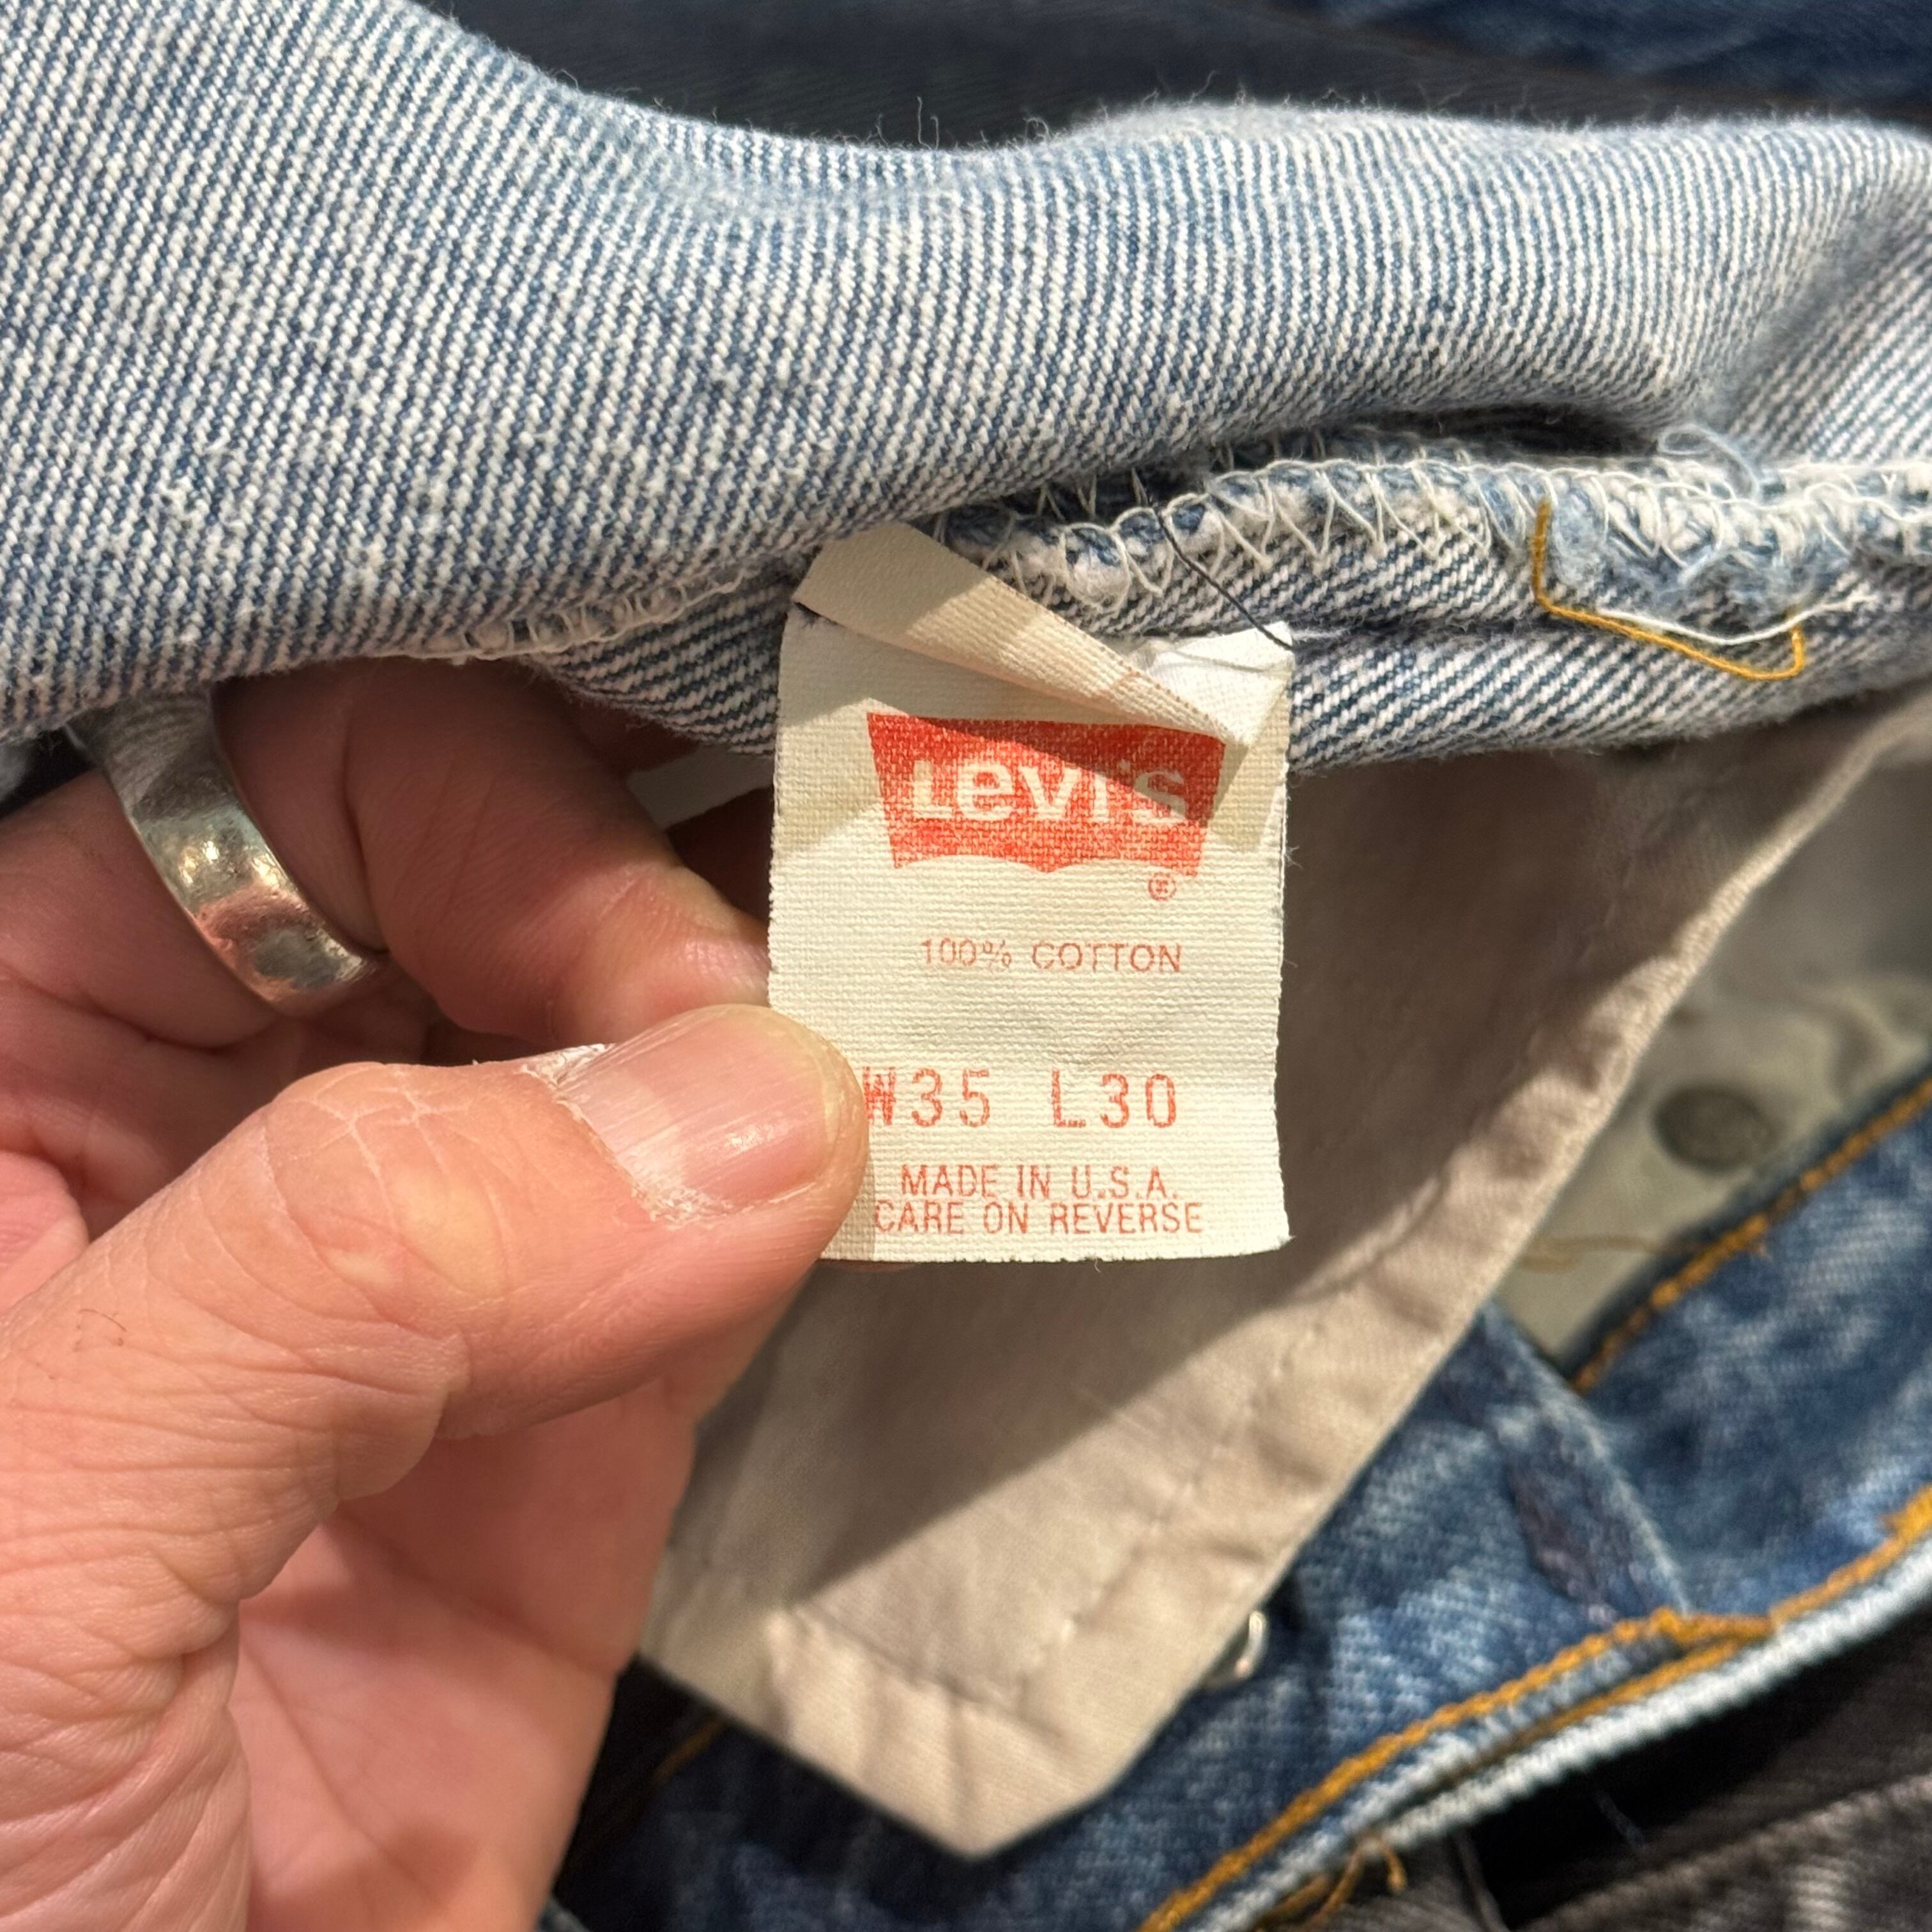 Levi's
®
100% COTTON
W35 L30
MADE IN U.S.A.
CARE ON REVERSE